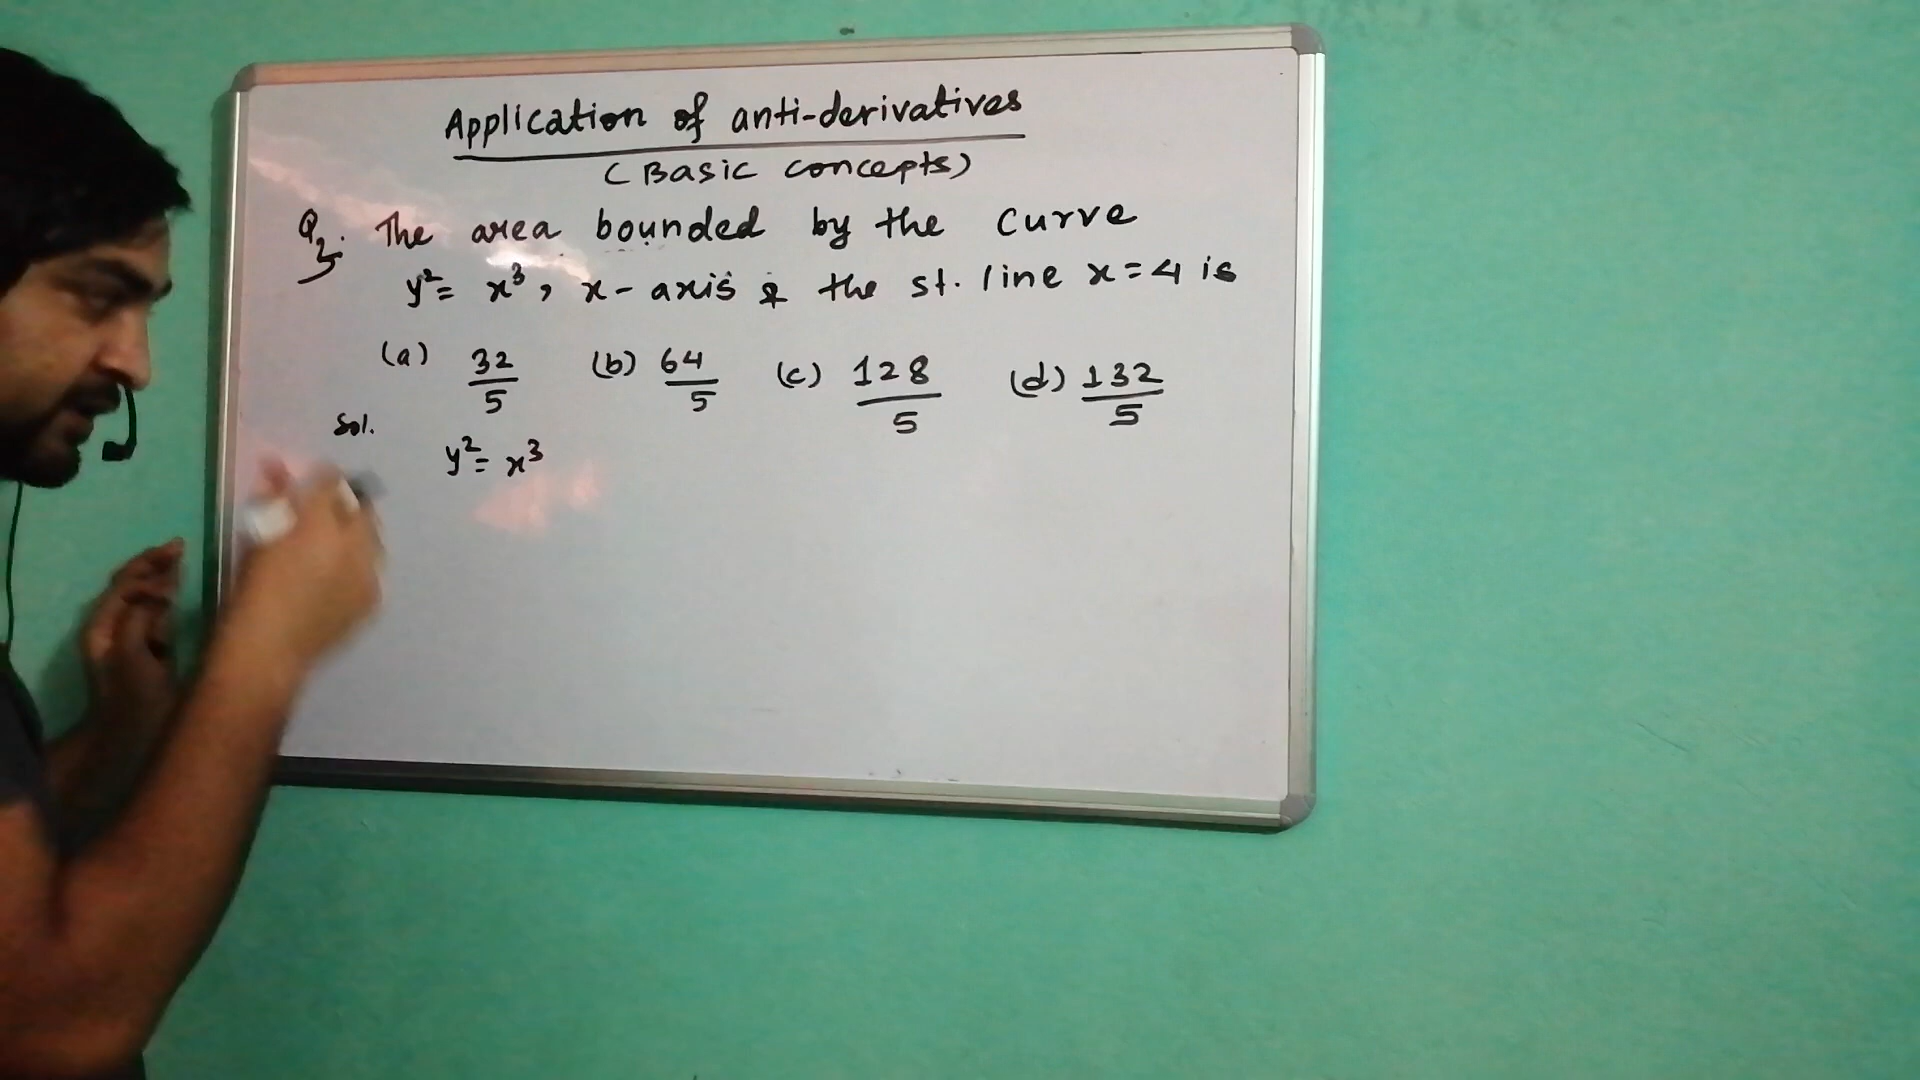 Application of anti-derivatives
(Basic concepts)
Q2. The area bounded by the curve
y²= x³, x-axis & the st. line x=4 is
(a) 32/5 (b) 64/5 (c) 128/5 (d) 132/5
Sol.
y²= x³